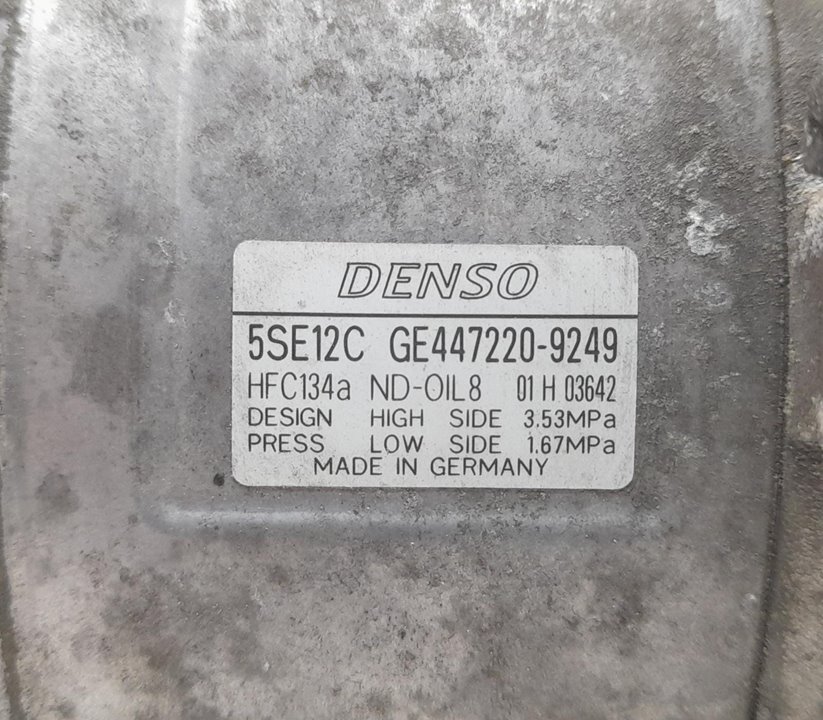 DENSO
5SE12C GE447220-9249
HFC134a ND-OIL8 01 H 03642
DESIGN HIGH SIDE 3.53MPa
PRESS LOW SIDE 1.67MPa
MADE IN GERMANY